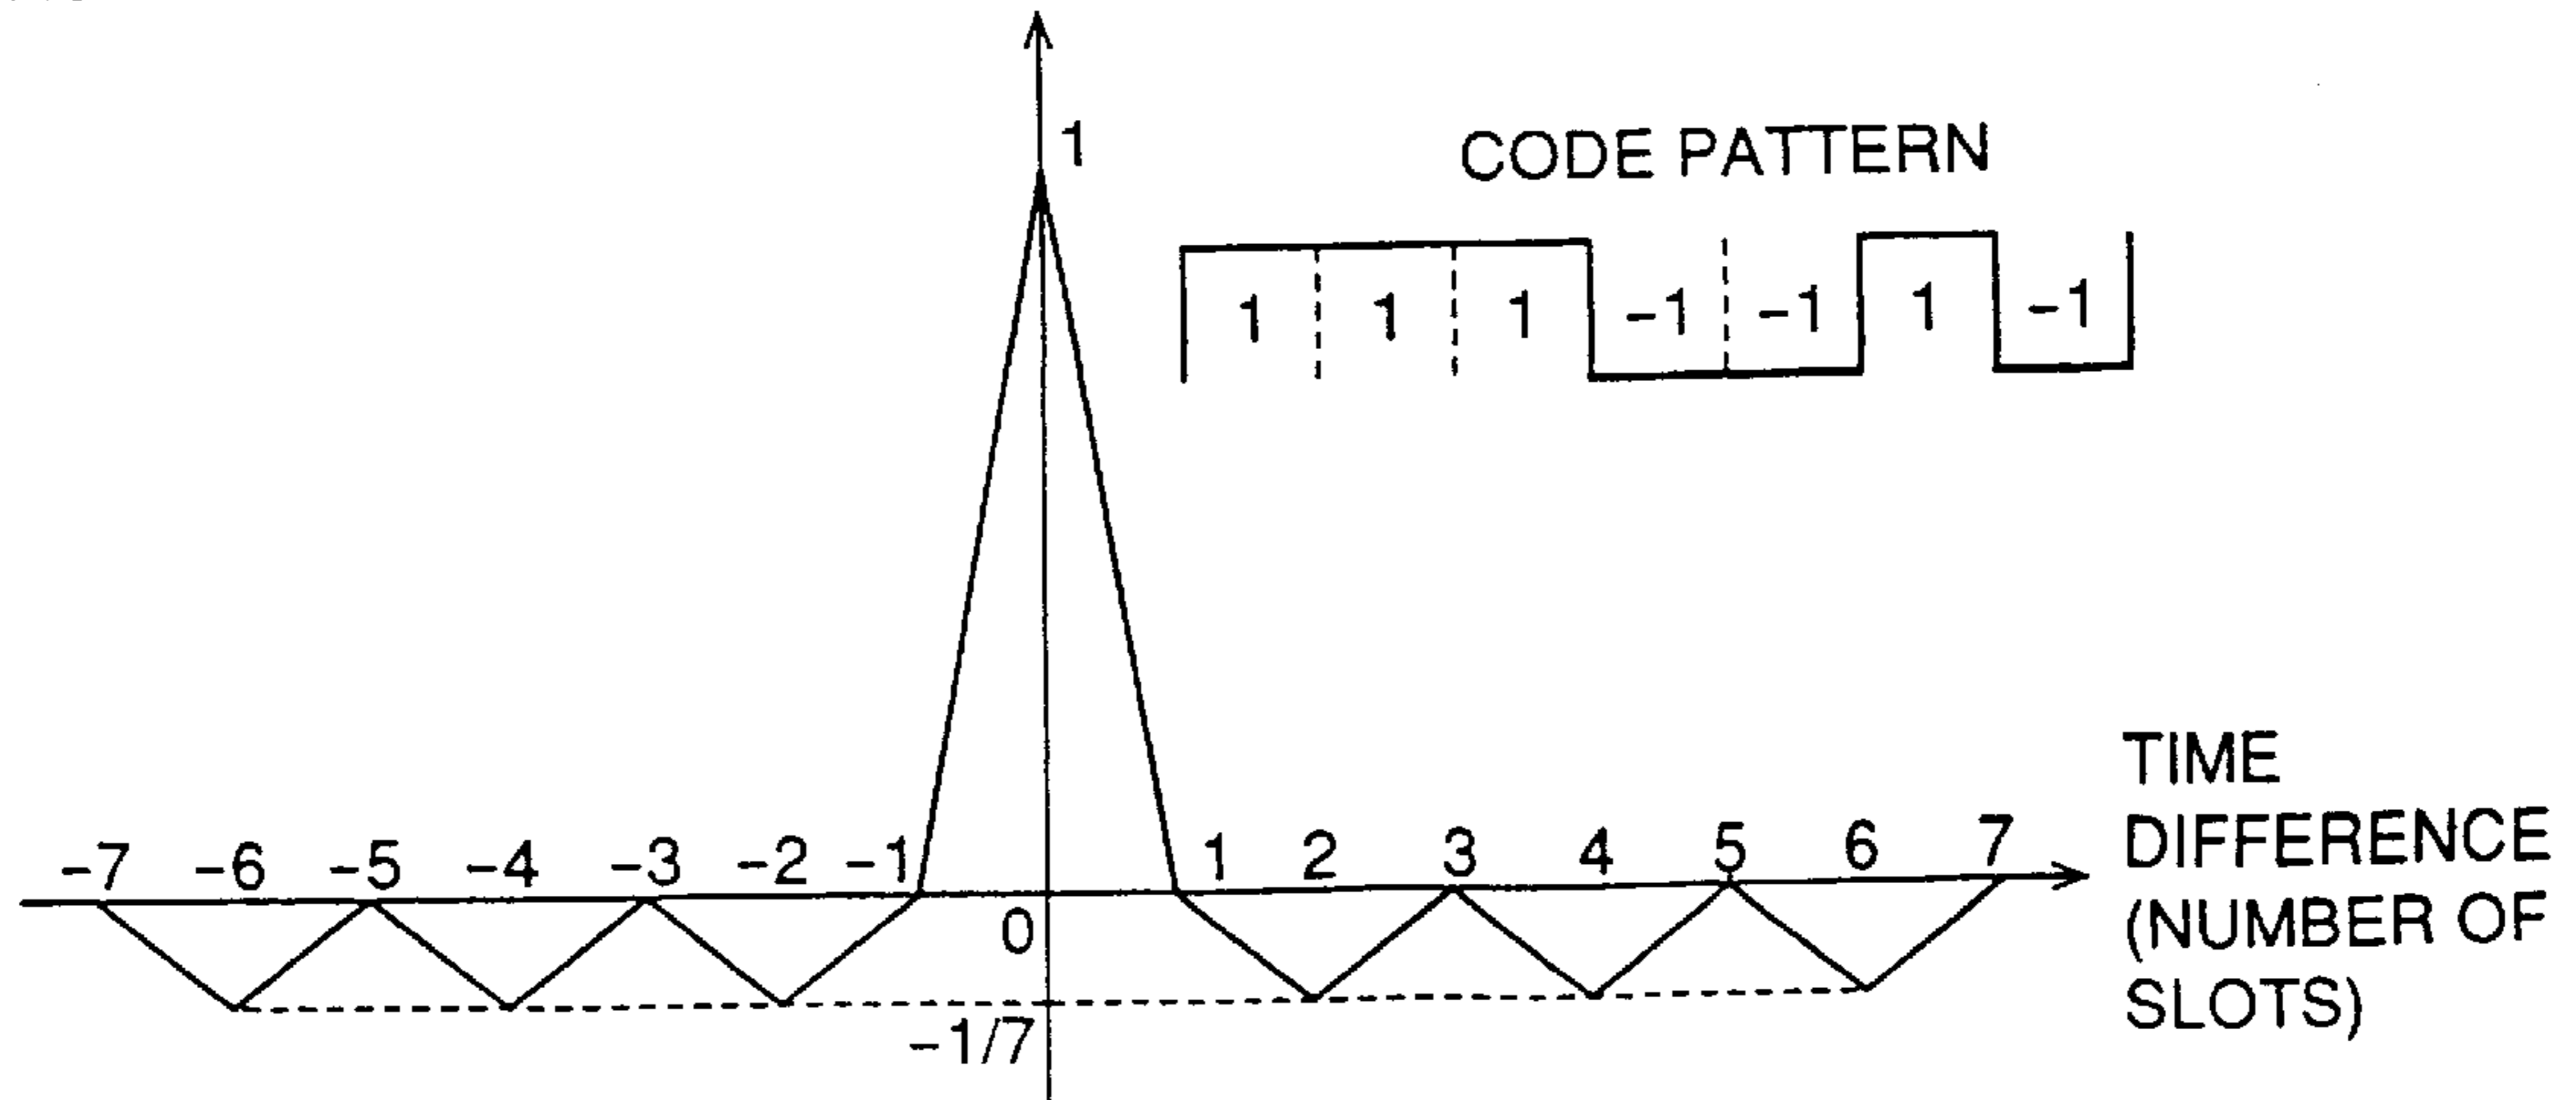 1
CODE PATTERN
1 1 1 -1 -1 1 -1
-7 -6 -5 -4 -3 -2 -1 1 2 3 4 5 6 7
0
-1/7
TIME
DIFFERENCE
(NUMBER OF
SLOTS)